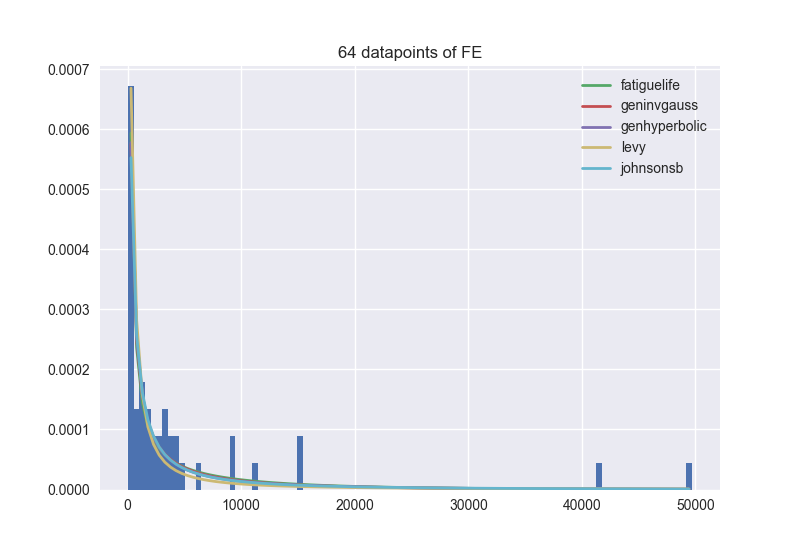 64 datapoints of FE
0.0007
0.0006
0.0005
0.0004
0.0003
0.0002
0.0001
0.0000
0
10000
20000
30000
40000
50000
fatiguelife
geninvgauss
genhyperbolic
levy
johnsonsb